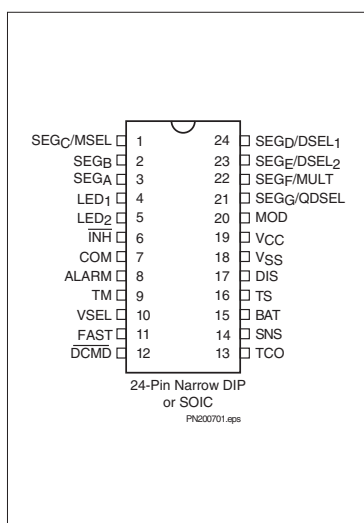 SEGC/MSEL 1 24 SEGD/DSEL1
SEGB 2 23 SEGE/DSEL2
SEGA 3 22 SEGF/MULT
LED1 4 21 SEGG/QDSEL
LED2 5 20 MOD
INH 6 19 VCC
COM 7 18 VSS
ALARM 8 17 DIS
TM 9 16 TS
VSEL 10 15 BAT
FAST 11 14 SNS
DCMD 12 13 TCO
24-Pin Narrow DIP
or SOIC
PN200701.eps